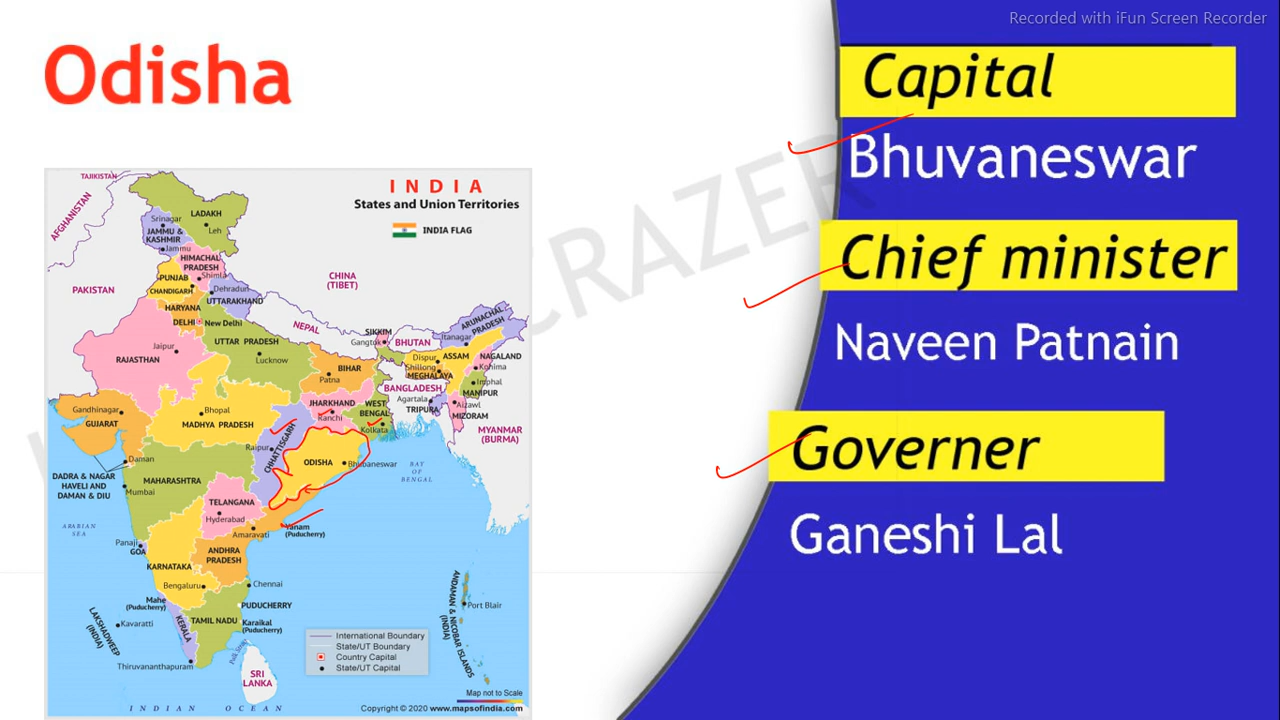 Recorded with iFun Screen Recorder
Odisha
Capital
Bhuvaneswar
Chief minister
Naveen Patnain
Governer
Ganeshi Lal
CRAZER
INDIA
States and Union Territories
INDIA FLAG
TAJIKISTAN
AFGHANISTAN
PAKISTAN
CHINA
(TIBET)
NEPAL
BHUTAN
BANGLADESH
MYANMAR
(BURMA)
SRI
LANKA
LADAKH
Leh
Srinagar
JAMMU &
KASHMIR
Jammu
HIMACHAL
PRADESH
Shimla
PUNJAB
CHANDIGARH
Dehradun
UTTARAKHAND
HARYANA
DELHI
New Delhi
UTTAR PRADESH
Lucknow
Jaipur
RAJASTHAN
SIKKIM
Gangtok
ARUNACHAL
PRADESH
Itanagar
Dispur
ASSAM
NAGALAND
Kohima
Shillong
MEGHALAYA
Imphal
MANIPUR
Agartala
TRIPURA
Aizawl
MIZORAM
BIHAR
Patna
JHARKHAND
Ranchi
WEST
BENGAL
Kolkata
Gandhinagar
GUJARAT
Bhopal
MADHYA PRADESH
CHHATTISGARH
Raipur
ODISHA
Bhubaneswar
BAY
OF
BENGAL
Daman
DADRA & NAGAR
HAVELI AND
DAMAN & DIU
Mumbai
MAHARASHTRA
TELANGANA
Hyderabad
Yanam
(Puducherry)
Amaravati
ARABIAN
SEA
Panaji
GOA
ANDHRA
PRADESH
KARNATAKA
Bengaluru
Chennai
Mahe
(Puducherry)
PUDUCHERRY
TAMIL NADU
Karaikal
(Puducherry)
KERALA
LAKSHADWEEP
(INDIA)
Kavaratti
Thiruvananthapuram
Palk Strait
ANDAMAN & NICOBAR ISLANDS
(INDIA)
Port Blair
International Boundary
State/UT Boundary
Country Capital
State/UT Capital
Map not to Scale
INDIAN OCEAN
Copyright © 2020 www.mapsofindia.com